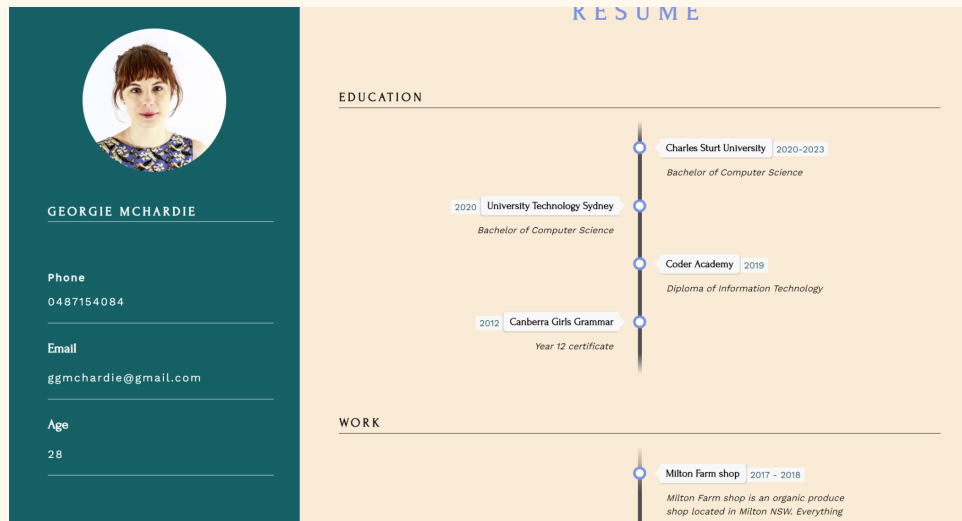 RESUME
GEORGIE MCHARDIE
Phone
0487154084
Email
ggmchardie@gmail.com
Age
28
EDUCATION
Charles Sturt University 2020-2023
Bachelor of Computer Science
2020 University Technology Sydney
Bachelor of Computer Science
Coder Academy 2019
Diploma of Information Technology
2012 Canberra Girls Grammar
Year 12 certificate
WORK
Milton Farm shop 2017 - 2018
Milton Farm shop is an organic produce
shop located in Milton NSW. Everything